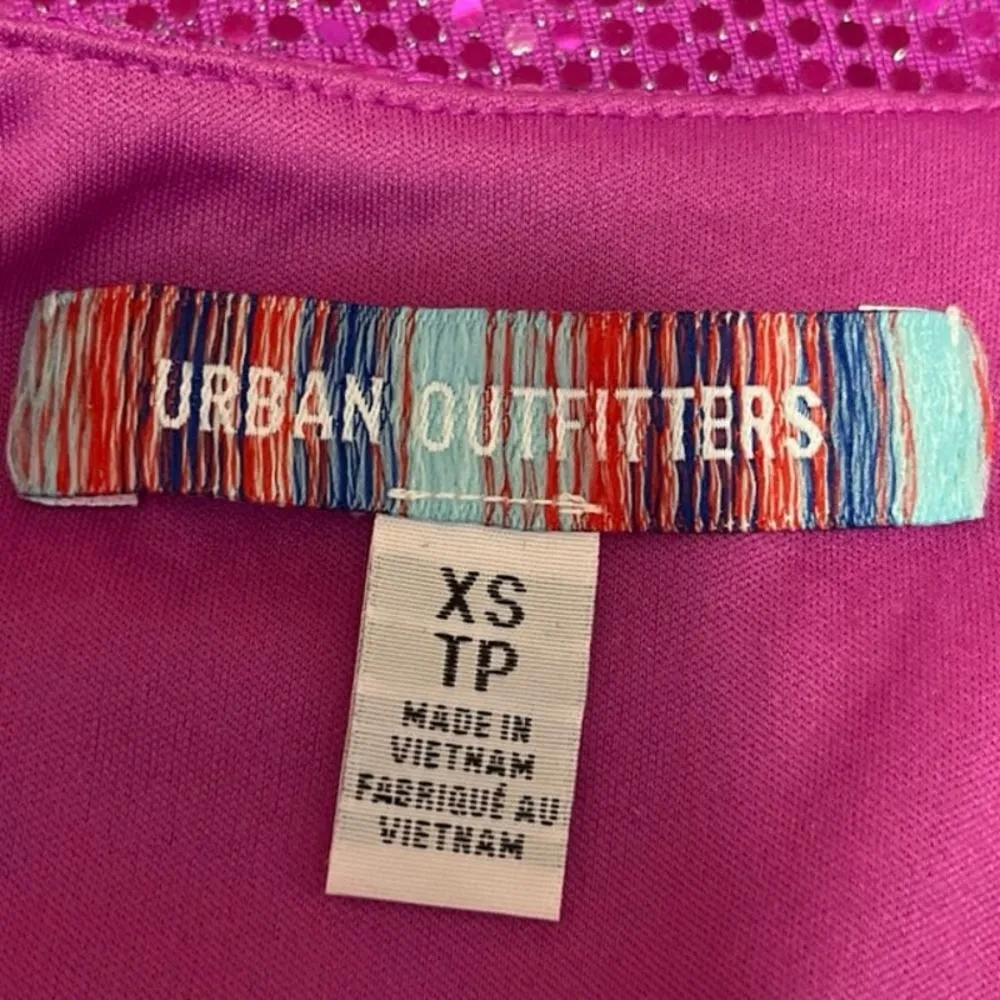 URBAN OUTFITTERS
XS
TP
MADE IN
VIETNAM
FABRIQUÉ AU
VIETNAM